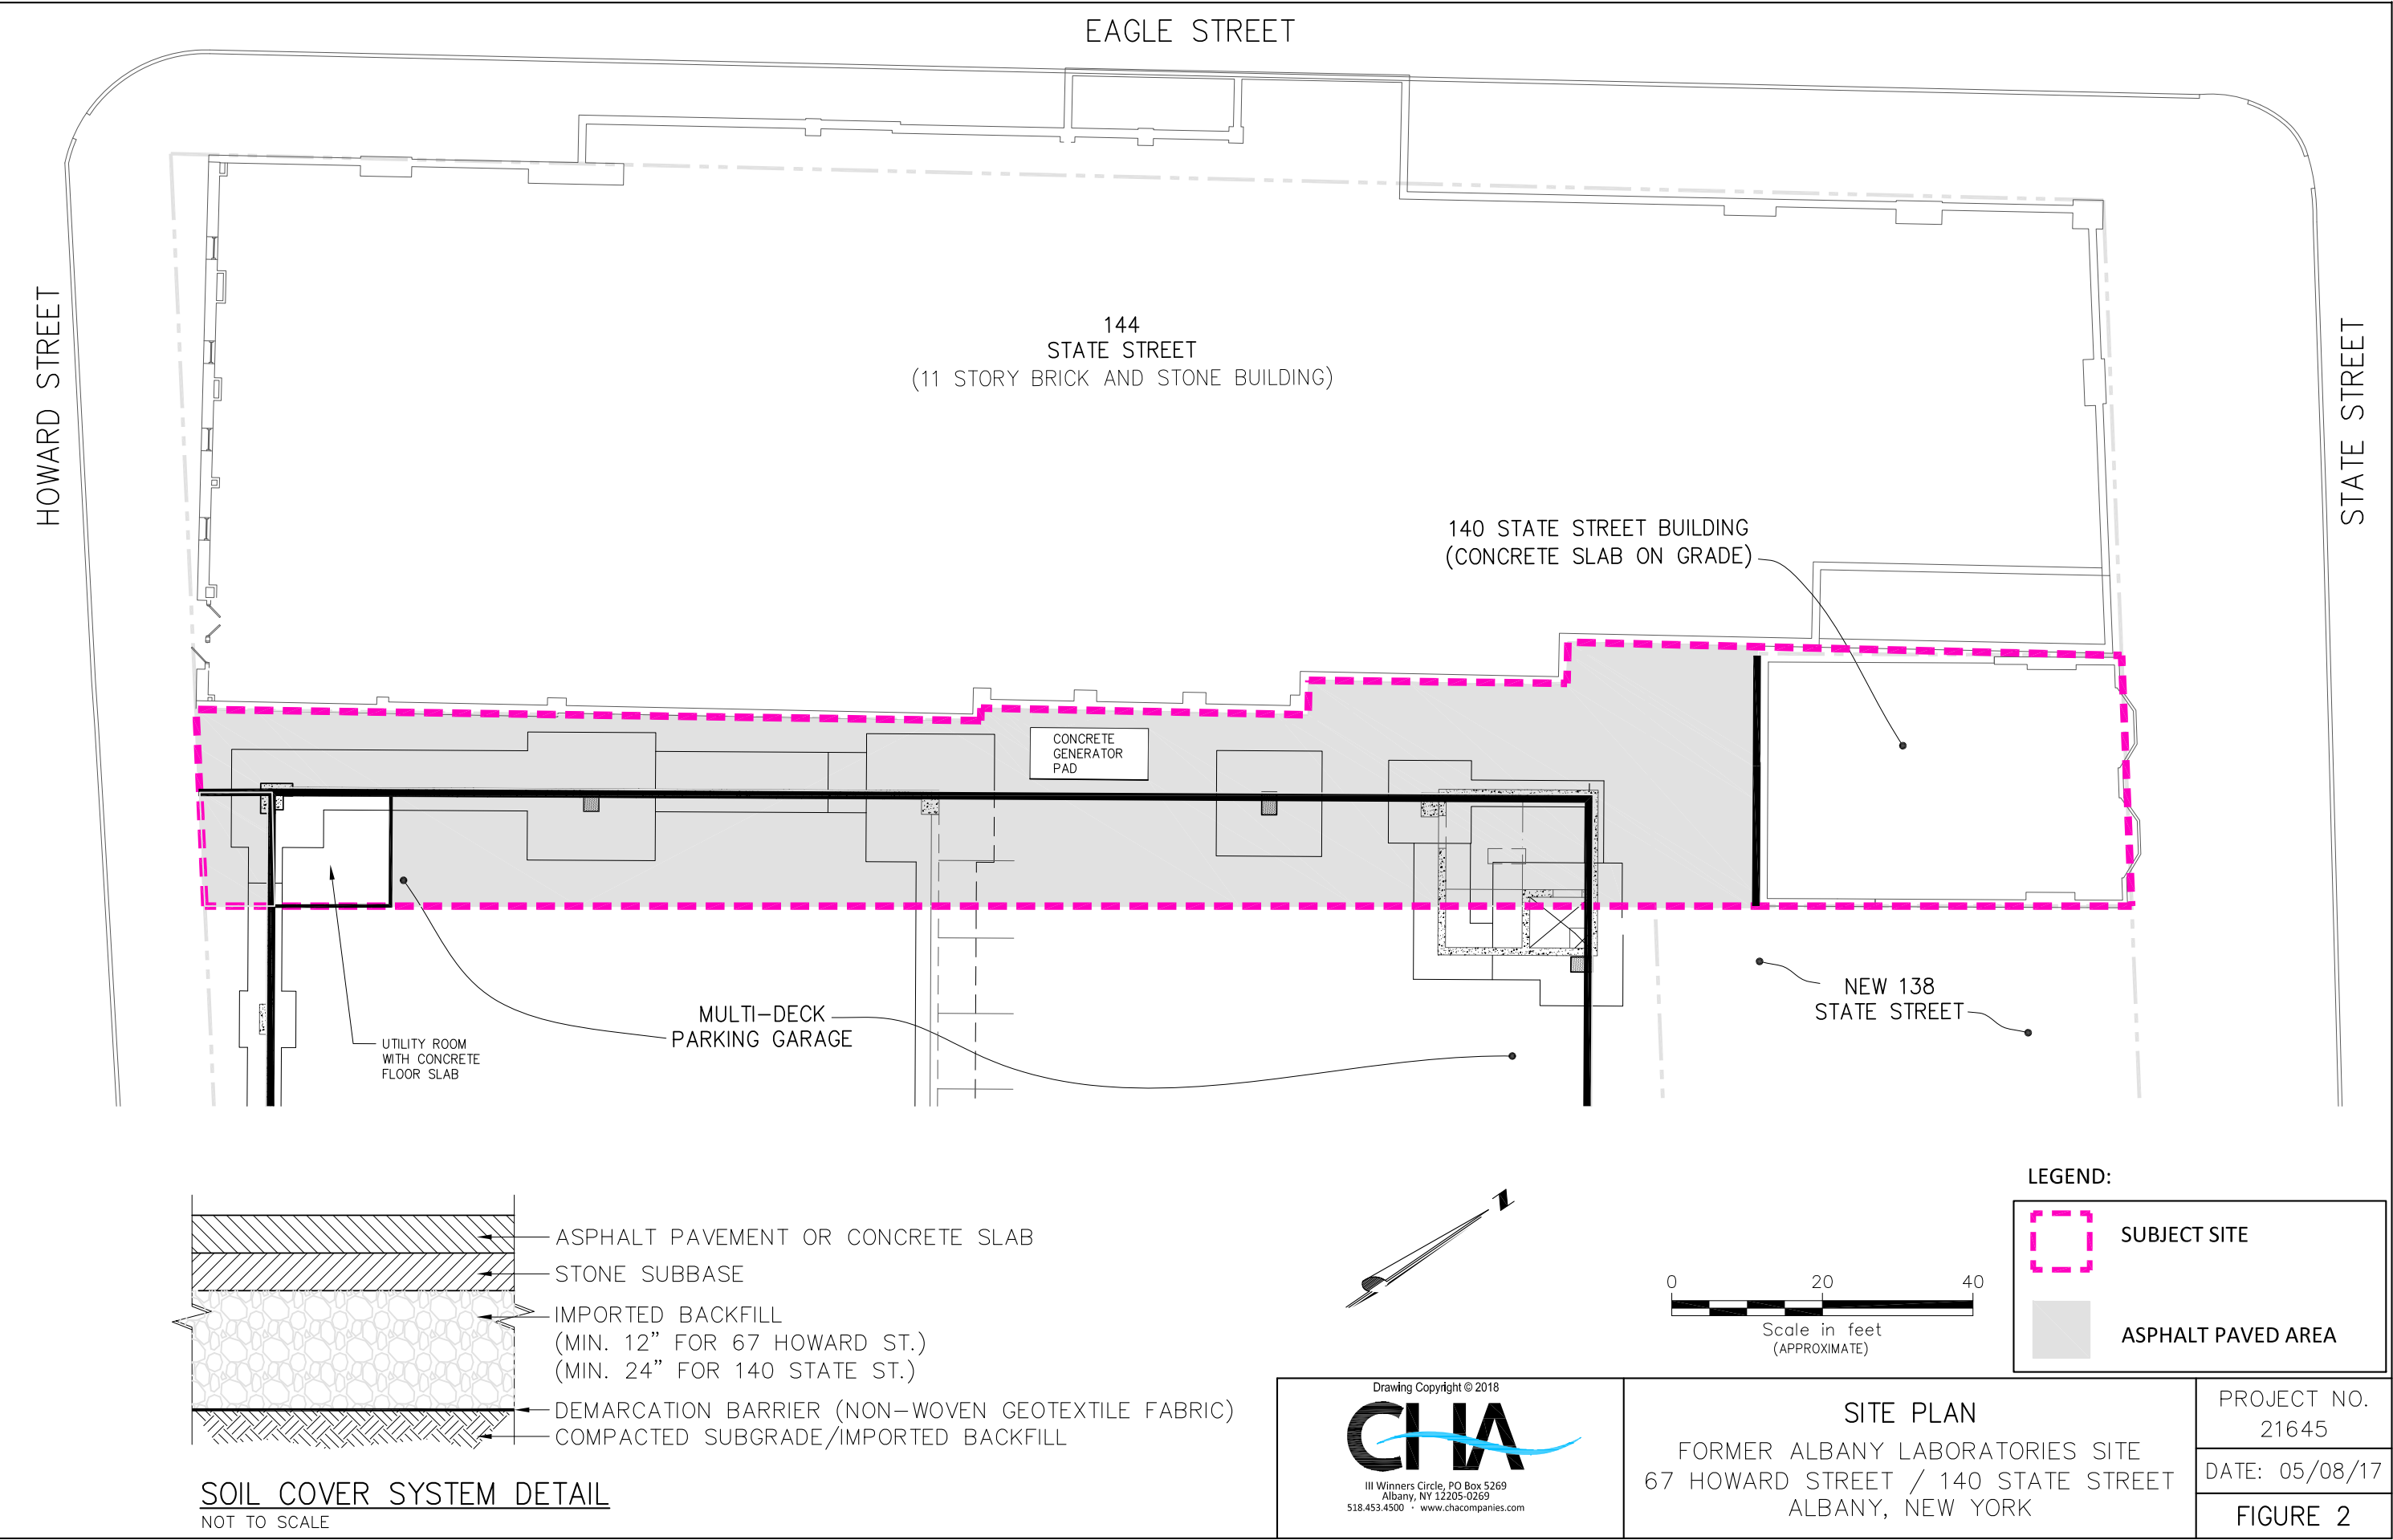 EAGLE STREET
HOWARD STREET
STATE STREET
144
STATE STREET
(11 STORY BRICK AND STONE BUILDING)
140 STATE STREET BUILDING
(CONCRETE SLAB ON GRADE)
CONCRETE
GENERATOR
PAD
MULTI-DECK
PARKING GARAGE
NEW 138
STATE STREET
UTILITY ROOM
WITH CONCRETE
FLOOR SLAB
ASPHALT PAVEMENT OR CONCRETE SLAB
STONE SUBBASE
IMPORTED BACKFILL
(MIN. 12” FOR 67 HOWARD ST.)
(MIN. 24” FOR 140 STATE ST.)
DEMARCATION BARRIER (NON-WOVEN GEOTEXTILE FABRIC)
COMPACTED SUBGRADE/IMPORTED BACKFILL
SOIL COVER SYSTEM DETAIL
NOT TO SCALE
N
0 20 40
Scale in feet
(APPROXIMATE)
LEGEND:
SUBJECT SITE
ASPHALT PAVED AREA
Drawing Copyright © 2018
CHA
III Winners Circle, PO Box 5269
Albany, NY 12205-0269
518.453.4500 · www.chacompanies.com
SITE PLAN
FORMER ALBANY LABORATORIES SITE
67 HOWARD STREET / 140 STATE STREET
ALBANY, NEW YORK
PROJECT NO.
21645
DATE: 05/08/17
FIGURE 2